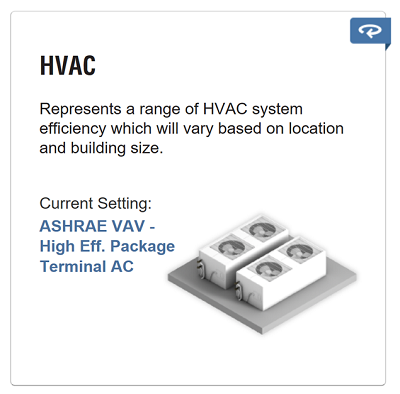 HVAC
Represents a range of HVAC system
efficiency which will vary based on location
and building size.
Current Setting:
ASHRAE VAV -
High Eff. Package
Terminal AC